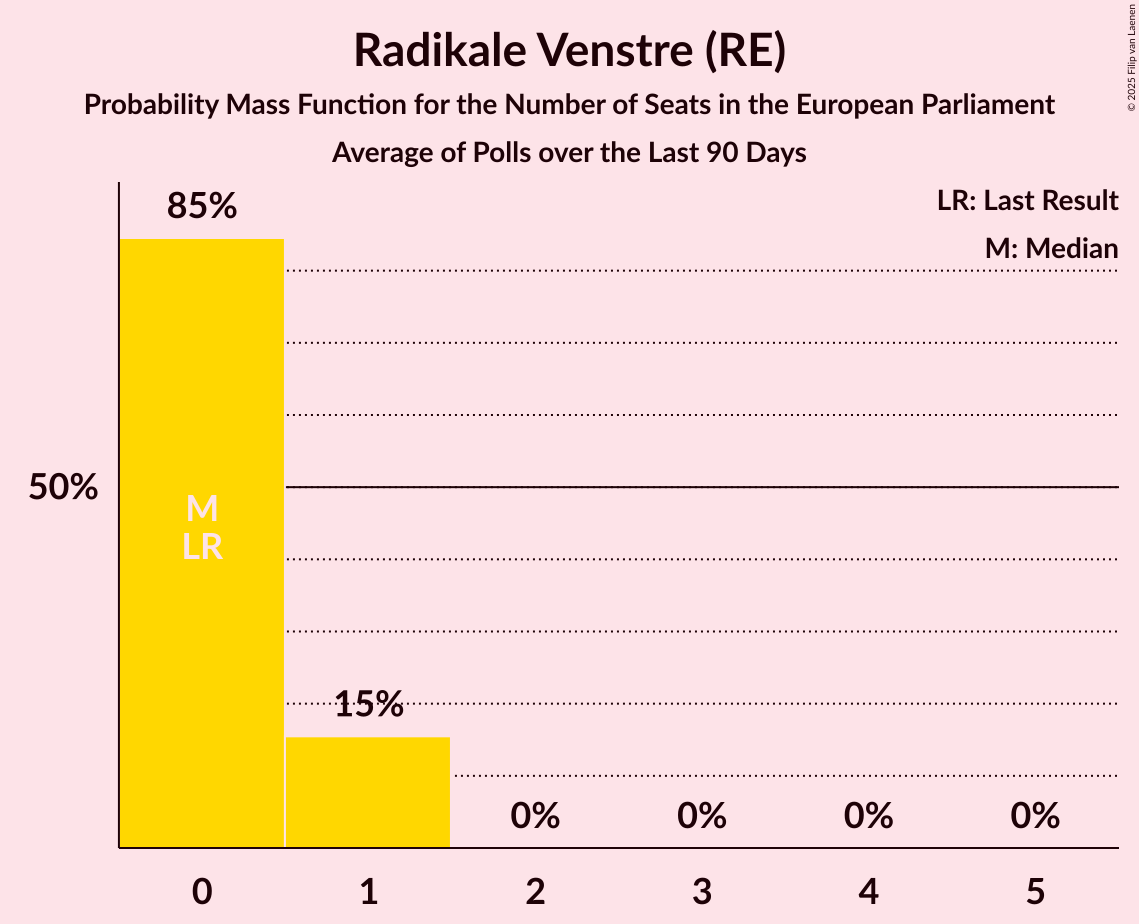 Radikale Venstre (RE)
Probability Mass Function for the Number of Seats in the European Parliament
Average of Polls over the Last 90 Days
© 2025 Filip van Laenen
LR: Last Result
M: Median
85%
50%
M
LR
15%
0%
0%
0%
0%
0
1
2
3
4
5